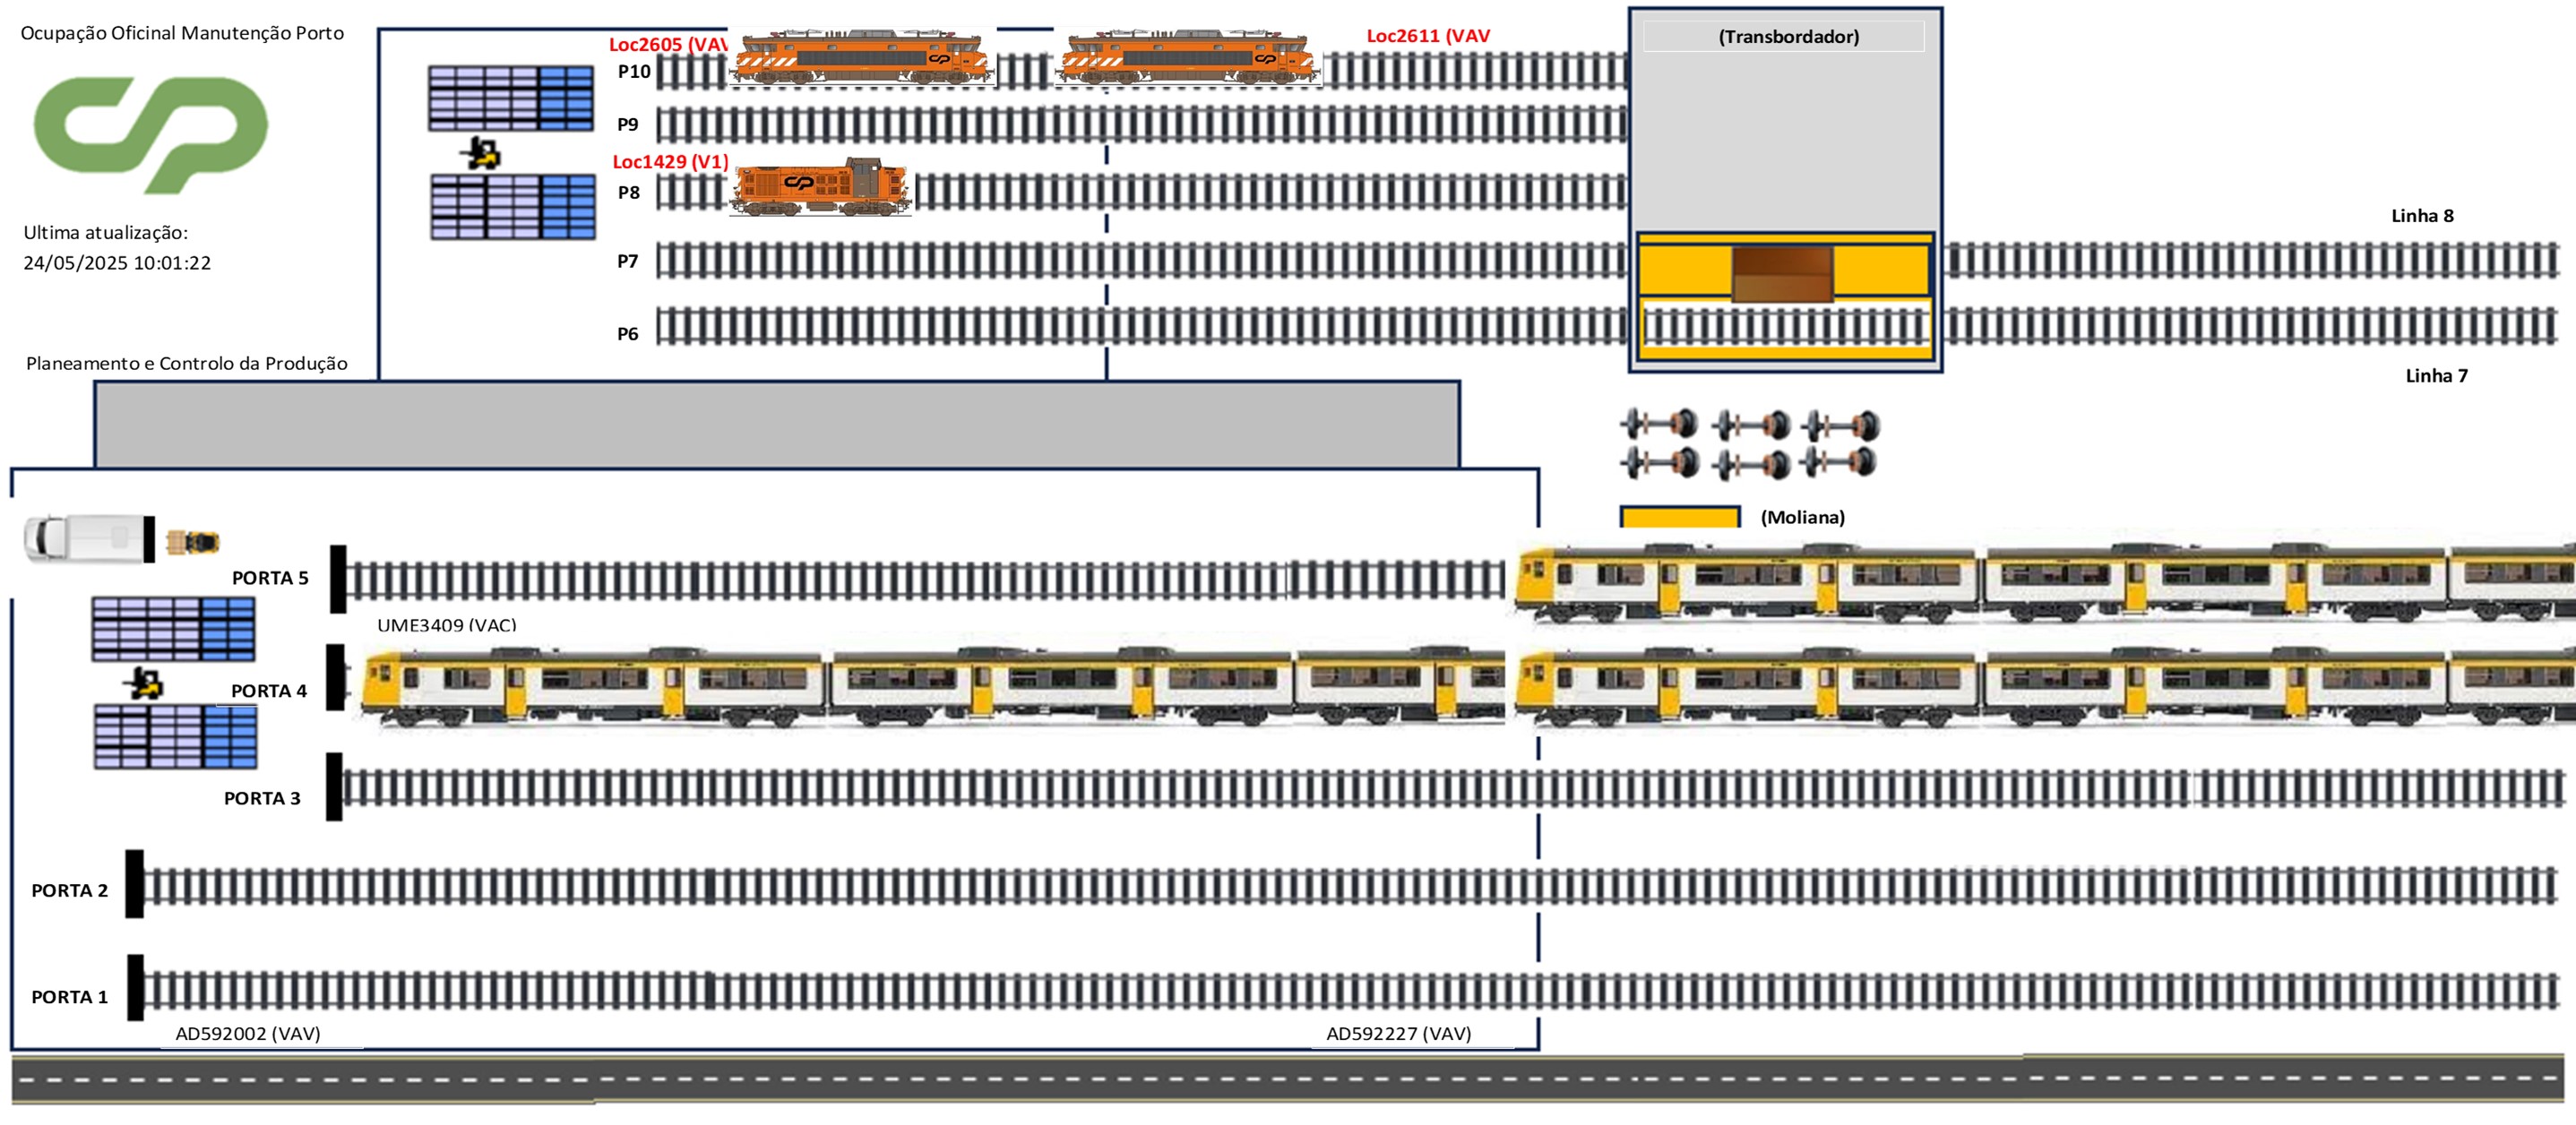 Ocupação Oficinal Manutenção Porto
Loc2605 (VAV
Loc2611 (VAV
(Transbordador)
P10
P9
Loc1429 (V1)
P8
Linha 8
Ultima atualização:
24/05/2025 10:01:22
P7
P6
Planeamento e Controlo da Produção
Linha 7
(Moliana)
PORTA 5
UME3409 (VAC)
PORTA 4
PORTA 3
PORTA 2
PORTA 1
AD592002 (VAV)
AD592227 (VAV)